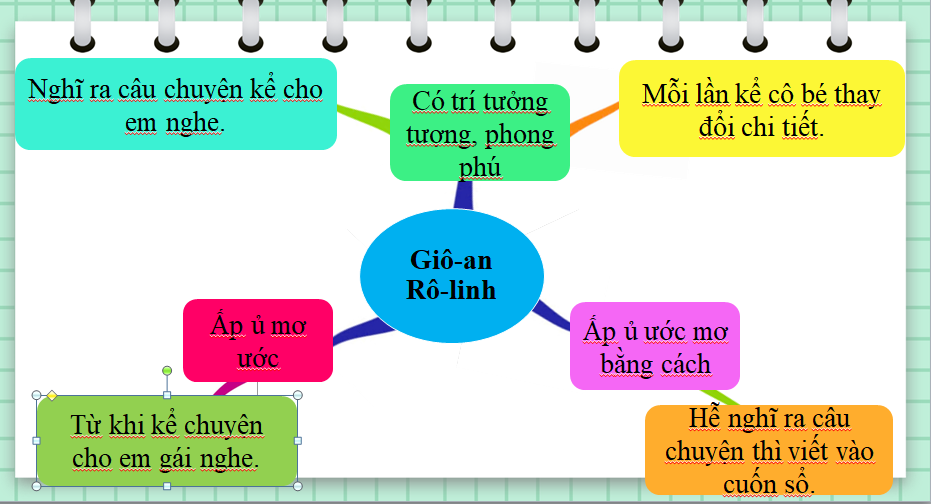 Nghĩ ra câu chuyện kể cho
em nghe.
Có trí tưởng
tượng, phong
phú
Mỗi lần kể cô bé thay
đổi chi tiết.
Giô-an
Rô-linh
Ấp ủ mơ
ước
Từ khi kể chuyện
cho em gái nghe.
Ấp ủ ước mơ
bằng cách
Hễ nghĩ ra câu
chuyện thì viết vào
cuốn sổ.